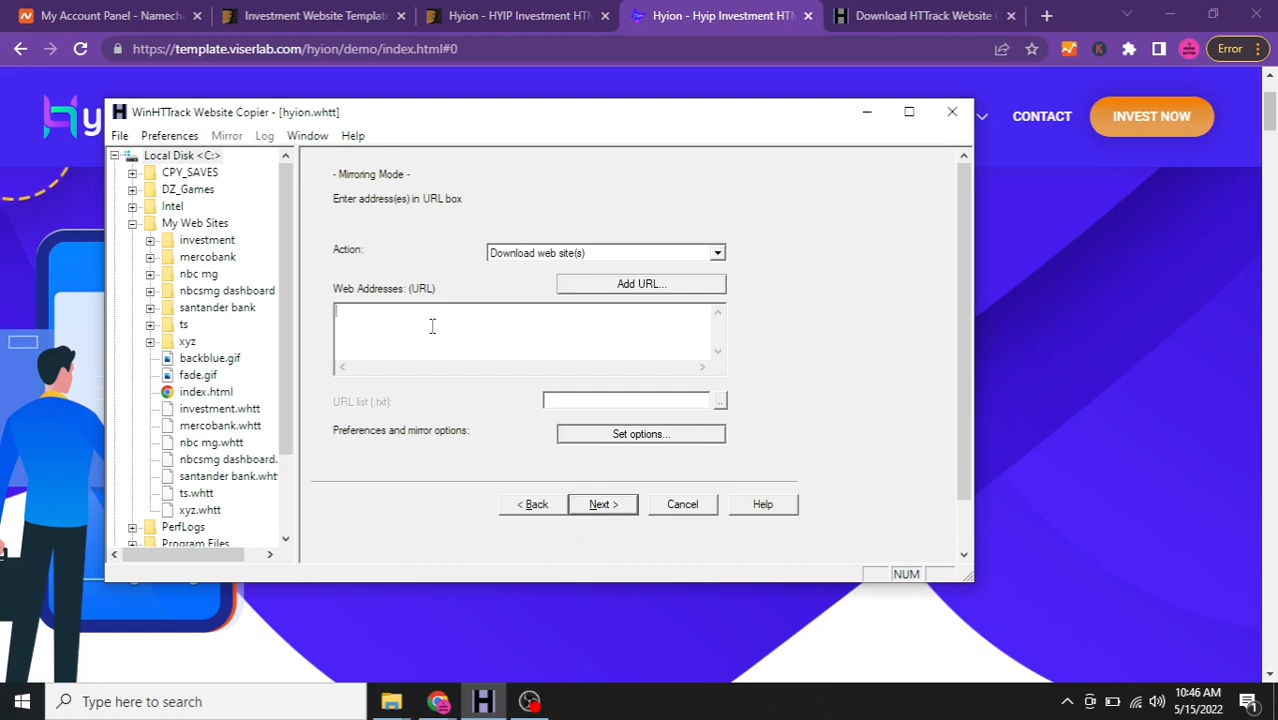 My Account Panel - Namech
Investment Website Templat
Hyion - HYIP Investment HTM
Hyion - Hyip Investment HTM
Download HTTrack Website C
https://template.viserlab.com/hyion/demo/index.html#0
K
Error
Hy
CONTACT
INVEST NOW
WinHTTrack Website Copier - [hyion.whtt]
File Preferences Mirror Log Window Help
Local Disk <C:>
CPY_SAVES
DZ_Games
Intel
My Web Sites
investment
mercobank
nbc mg
nbcsmg dashboard
santander bank
ts
xyz
backblue.gif
fade.gif
index.html
investment.whtt
mercobank.whtt
nbc mg.whtt
nbcsmg dashboard.
santander bank.wht
ts.whtt
xyz.whtt
PerfLogs
Program Files
- Mirroring Mode -
Enter address(es) in URL box
Action:
Download web site(s)
Web Addresses: (URL)
Add URL...
URL list (.txt):
..
Preferences and mirror options:
Set options...
< Back
Next >
Cancel
Help
NUM
Type here to search
10:46 AM
5/15/2022
1